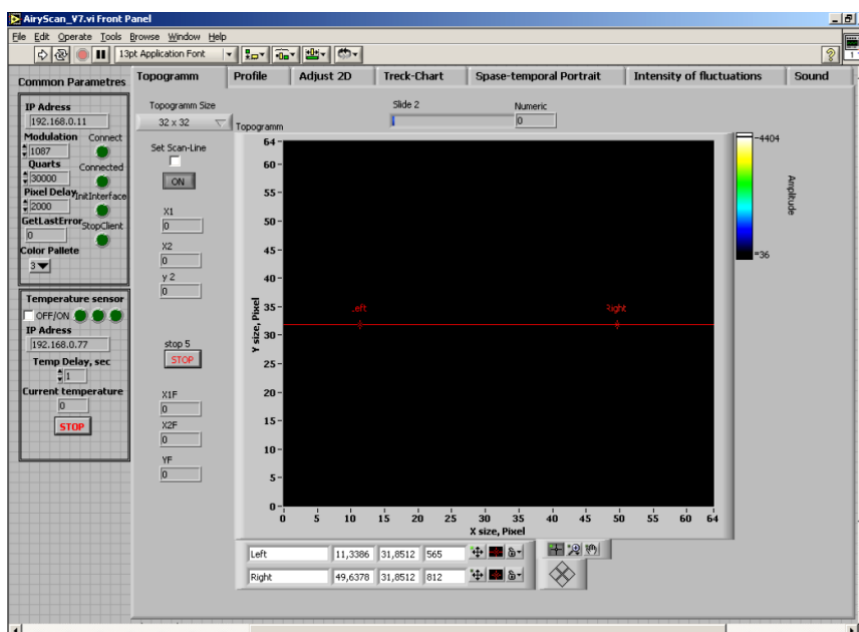 AiryScan_V7.vi Front Panel
File Edit Operate Tools Browse Window Help
13pt Application Font
Common Parametres
IP Adress
192.168.0.11
Modulation Connect
1087
Quarts Connected
30000
Pixel Delay InitInterface
2000
GetLastError StopClient
0
Color Pallete
3
Temperature sensor
OFF/ON
IP Adress
192.168.0.77
Temp Delay, sec
1
Current temperature
0
STOP
Topogramm Profile Adjust 2D Treck-Chart Spase-temporal Portrait Intensity of fluctuations Sound
Topogramm Size
32 x 32
Set Scan-Line
ON
X1
0
X2
0
y 2
0
stop 5
STOP
X1F
0
X2F
0
YF
0
Slide 2
Numeric
0
Topogramm
64
60
55
50
45
40
35
30
25
20
15
10
5
0
Y size, Pixel
Left Right
0 5 10 15 20 25 30 35 40 45 50 55 60 64
X size, Pixel
4404
36
Amplitude
Left 11,3386 31,8512 565
Right 49,6378 31,8512 812